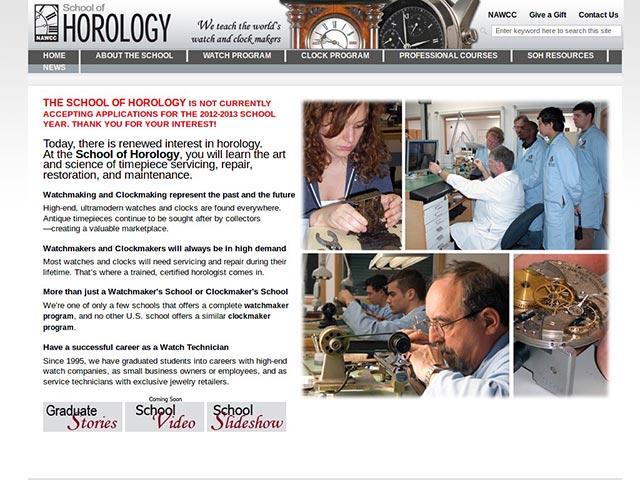 School of
HOROLOGY
NAWCC
We teach the world's
watch and clock makers
NAWCC Give a Gift Contact Us
Enter keyword here to search this site
HOME ABOUT THE SCHOOL WATCH PROGRAM CLOCK PROGRAM PROFESSIONAL COURSES SOH RESOURCES
NEWS
THE SCHOOL OF HOROLOGY IS NOT CURRENTLY
ACCEPTING APPLICATIONS FOR THE 2012-2013 SCHOOL
YEAR. THANK YOU FOR YOUR INTEREST!
Today, there is renewed interest in horology.
At the School of Horology, you will learn the art
and science of timepiece servicing, repair,
restoration, and maintenance.
Watchmaking and Clockmaking represent the past and the future
High-end, ultramodern watches and clocks are found everywhere.
Antique timepieces continue to be sought after by collectors
—creating a valuable marketplace.
Watchmakers and Clockmakers will always be in high demand
Most watches and clocks will need servicing and repair during their
lifetime. That's where a trained, certified horologist comes in.
More than just a Watchmaker's School or Clockmaker's School
We're one of only a few schools that offers a complete watchmaker
program, and no other U.S. school offers a similar clockmaker
program.
Have a successful career as a Watch Technician
Since 1995, we have graduated students into careers with high-end
watch companies, as small business owners or employees, and as
service technicians with exclusive jewelry retailers.
Coming Soon
Graduate Stories
School Video
School Slideshow